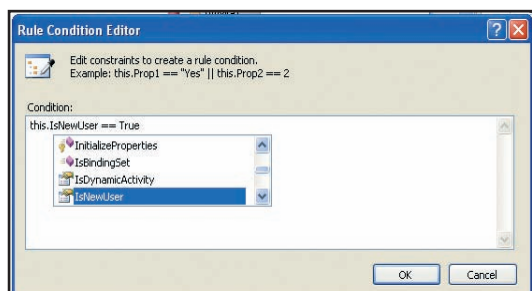 Rule Condition Editor
Edit constraints to create a rule condition.
Example: this.Prop1 == "Yes" || this.Prop2 == 2
Condition:
this.IsNewUser == True
InitializeProperties
IsBindingSet
IsDynamicActivity
IsNewUser
OK Cancel